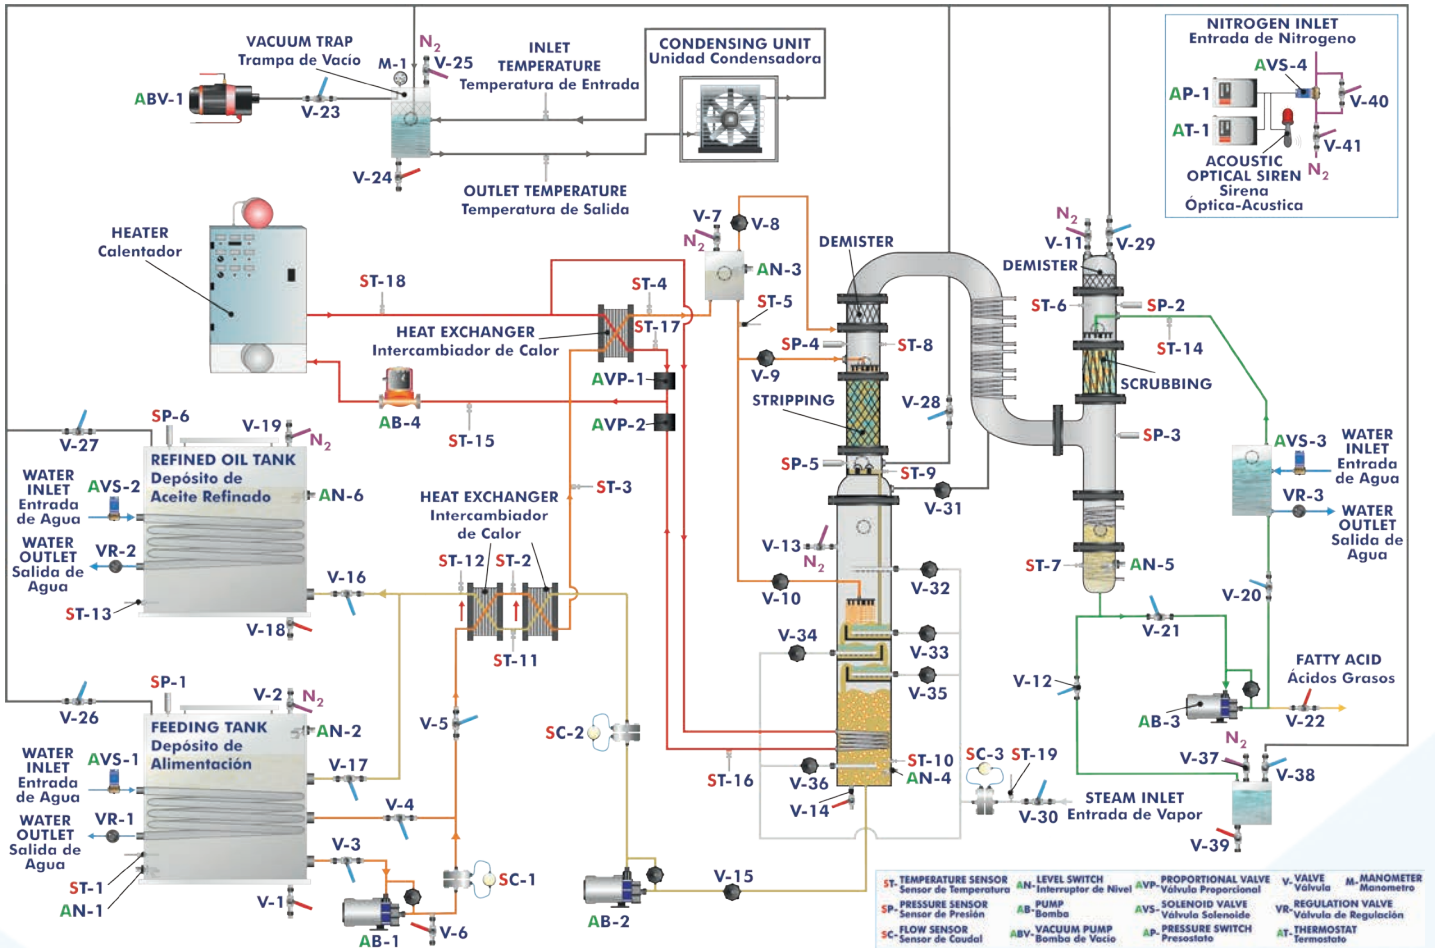 VACUUM TRAP
Trampa de Vacío
M-1
N2
V-25
ABV-1
V-23
V-24
INLET
TEMPERATURE
Temperatura de Entrada
OUTLET TEMPERATURE
Temperatura de Salida
CONDENSING UNIT
Unidad Condensadora
NITROGEN INLET
Entrada de Nitrogeno
AVS-4
AP-1
V-40
AT-1
V-41
ACOUSTIC
OPTICAL SIREN
Sirena
Óptica-Acustica
N2
HEATER
Calentador
ST-18
HEAT EXCHANGER
Intercambiador de Calor
ST-4
ST-17
AVP-1
AVP-2
AB-4
ST-15
V-7
N2
V-8
AN-3
ST-5
V-9
DEMISTER
SP-4
ST-8
STRIPPING
V-28
SP-5
ST-9
V-31
N2
V-11
V-29
DEMISTER
ST-6
SP-2
ST-14
SCRUBBING
SP-3
AVS-3
WATER
INLET
Entrada
de Agua
VR-3
WATER
OUTLET
Salida de
Agua
V-27
SP-6
V-19
N2
REFINED OIL TANK
Depósito de
Aceite Refinado
AN-6
WATER
INLET
Entrada
de Agua
AVS-2
WATER
OUTLET
Salida de
Agua
VR-2
ST-13
V-16
V-18
ST-3
HEAT EXCHANGER
Intercambiador
de Calor
ST-12
ST-2
ST-11
V-13
N2
V-10
V-32
V-34
V-33
V-35
V-36
ST-10
AN-4
V-14
ST-16
ST-7
AN-5
V-20
V-21
V-12
AB-3
FATTY ACID
Ácidos Grasos
V-22
N2
V-37
V-38
V-39
SC-3
ST-19
V-30
STEAM INLET
Entrada de Vapor
V-26
SP-1
V-2
N2
FEEDING TANK
Depósito de
Alimentación
AN-2
WATER
INLET
Entrada
de Agua
AVS-1
WATER
OUTLET
Salida de
Agua
VR-1
ST-1
AN-1
V-17
V-4
V-3
V-1
V-5
SC-1
AB-1
V-6
SC-2
AB-2
V-15
ST- TEMPERATURE SENSOR
Sensor de Temperatura
AN- LEVEL SWITCH
Interruptor de Nivel
AVP- PROPORTIONAL VALVE
Válvula Proporcional
V- VALVE
Válvula
M- MANOMETER
Manometro
SP- PRESSURE SENSOR
Sensor de Presión
AB- PUMP
Bomba
AVS- SOLENOID VALVE
Válvula Solenoide
VR- REGULATION VALVE
Válvula de Regulación
SC- FLOW SENSOR
Sensor de Caudal
ABV- VACUUM PUMP
Bomba de Vacio
AP- PRESSURE SWITCH
Presostato
AT- THERMOSTAT
Termostato